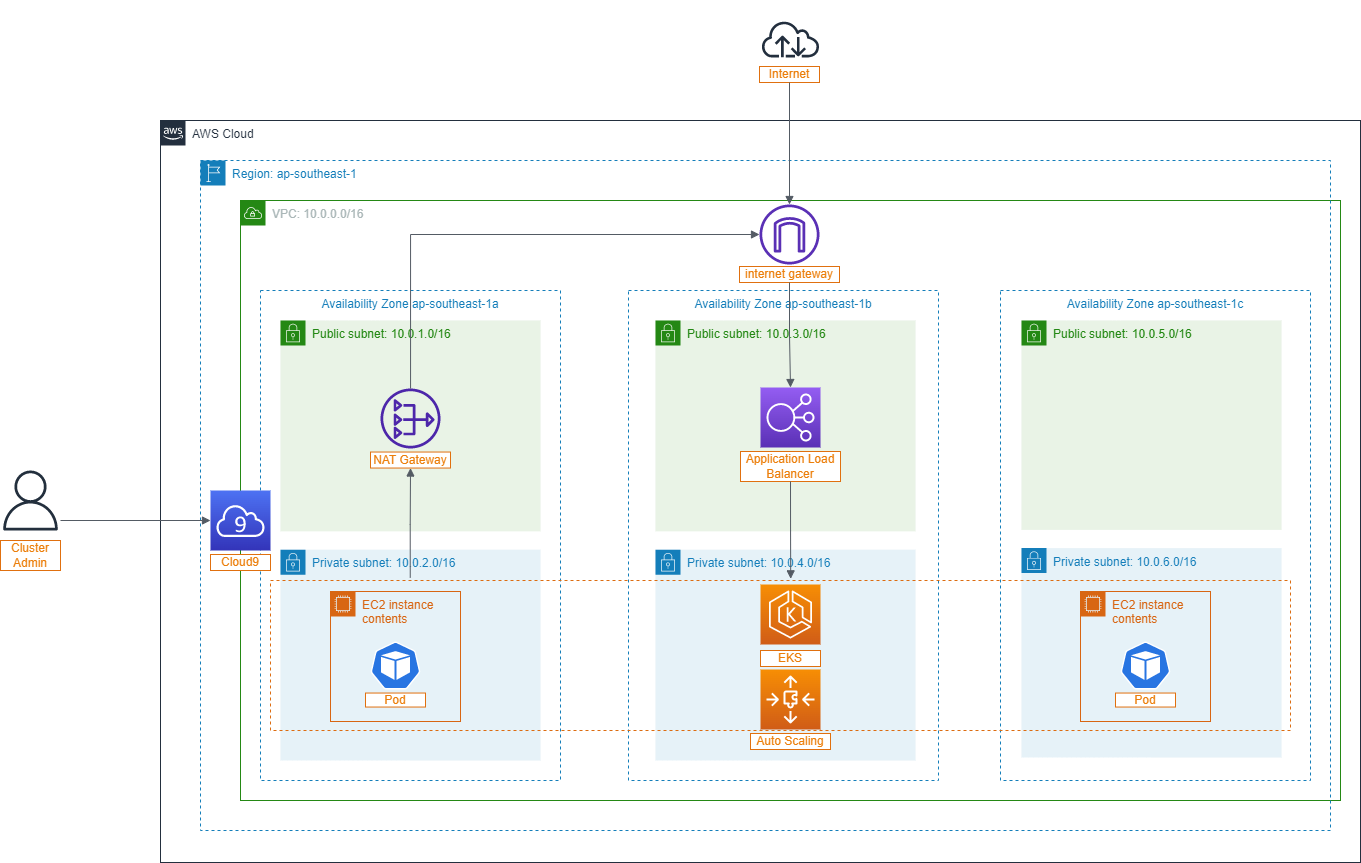 Internet
aws
AWS Cloud
Region: ap-southeast-1
VPC: 10.0.0.0/16
internet gateway
Availability Zone ap-southeast-1a
Availability Zone ap-southeast-1b
Availability Zone ap-southeast-1c
Public subnet: 10.0.1.0/16
Public subnet: 10.0.3.0/16
Public subnet: 10.0.5.0/16
NAT Gateway
Application Load
Balancer
9
Cloud9
Cluster
Admin
Private subnet: 10.0.2.0/16
Private subnet: 10.0.4.0/16
Private subnet: 10.0.6.0/16
EC2 instance
contents
Pod
K
EKS
Auto Scaling
EC2 instance
contents
Pod